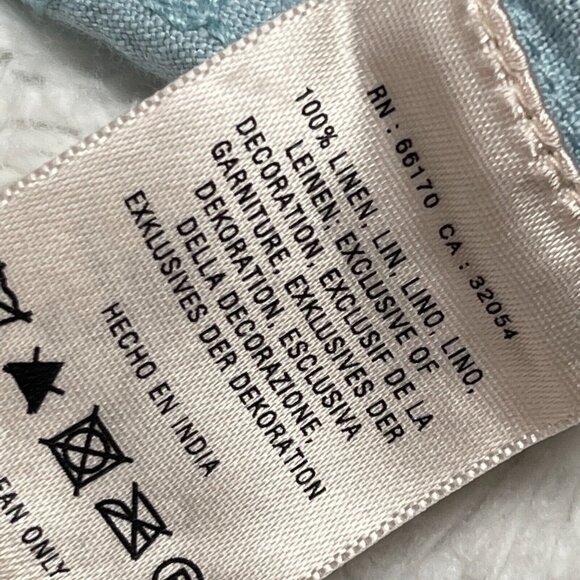 RN : 66170 CA : 32054
100% LINEN, LIN, LINO, LINO,
LEINEN; EXCLUSIVE OF
DECORATION, EXCLUSIF DE LA
GARNITURE, EXKLUSIVES DER
DEKORATION, ESCLUSIVA
DELLA DECORAZIONE,
EXKLUSIVES DER DEKORATION
HECHO EN INDIA
ONLY